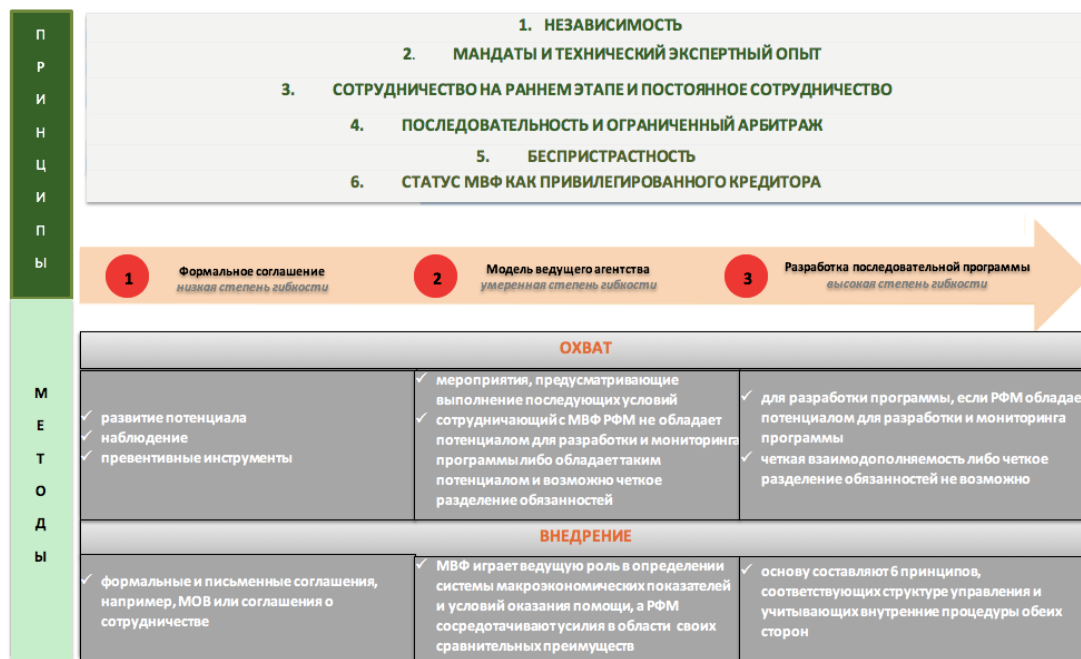 ПРИНЦИПЫ
1. НЕЗАВИСИМОСТЬ
2. МАНДАТЫ И ТЕХНИЧЕСКИЙ ЭКСПЕРТНЫЙ ОПЫТ
3. СОТРУДНИЧЕСТВО НА РАННЕМ ЭТАПЕ И ПОСТОЯННОЕ СОТРУДНИЧЕСТВО
4. ПОСЛЕДОВАТЕЛЬНОСТЬ И ОГРАНИЧЕННЫЙ АРБИТРАЖ
5. БЕСПРИСТРАСТНОСТЬ
6. СТАТУС МВФ КАК ПРИВИЛЕГИРОВАННОГО КРЕДИТОРА
1
Формальное соглашение
низкая степень гибкости
2
Модель ведущего агентства
умеренная степень гибкости
3
Разработка последовательной программы
высокая степень гибкости
МЕТОДЫ
ОХВАТ
✓ развитие потенциала
✓ наблюдение
✓ превентивные инструменты
✓ мероприятия, предусматривающие
выполнение последующих условий
✓ сотрудничающий с МВФ РФМ не обладает
потенциалом для разработки и мониторинга
программы либо обладает таким
потенциалом и возможно четкое
разделение обязанностей
✓ для разработки программы, если РФМ обладае
потенциалом для разработки и мониторинга
программы
✓ четкая взаимодополняемость либо четкое
разделение обязанностей не возможно
ВНЕДРЕНИЕ
✓ формальные и письменные соглашения,
например, МОВ или соглашения о
сотрудничестве
✓ МВФ играет ведущую роль в определении
системы макроэкономических показателей
и условий оказания помощи, а РФМ
сосредотачивают усилия в области своих
сравнительных преимуществ
✓ основу составляют 6 принципов,
соответствующих структуре управления и
учитывающих внутренние процедуры обеих
сторон